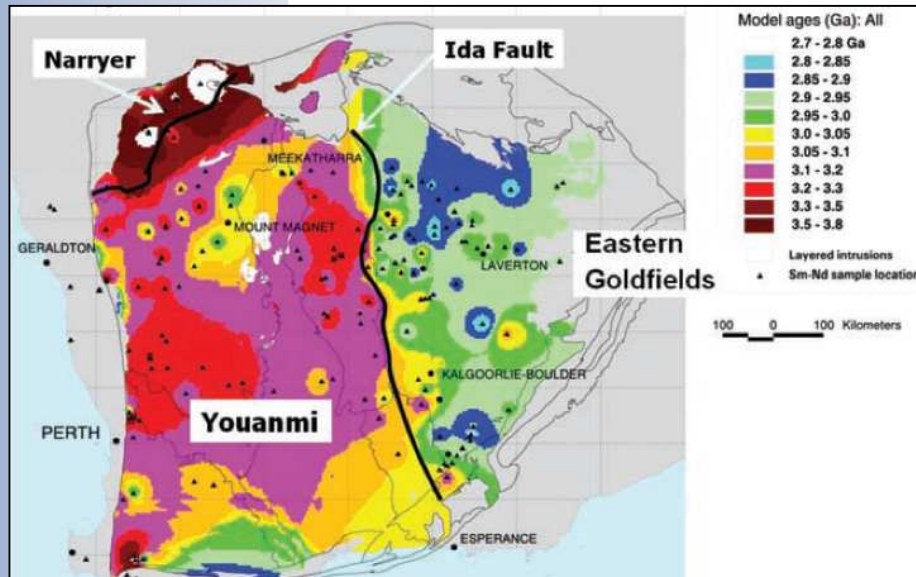 Narryer
Ida Fault
MEEKATHARRA
MOUNT MAGNET
GERALDTON
LAVERTON
Eastern
Goldfields
KALGOORLIE-BOULDER
Youanmi
PERTH
ESPERANCE
Model ages (Ga): All
2.7 - 2.8 Ga
2.8 - 2.85
2.85 - 2.9
2.9 - 2.95
2.95 - 3.0
3.0 - 3.05
3.05 - 3.1
3.1 - 3.2
3.2 - 3.3
3.3 - 3.5
3.5 - 3.8
Layered intrusions
Sm-Nd sample location
100 0 100 Kilometers